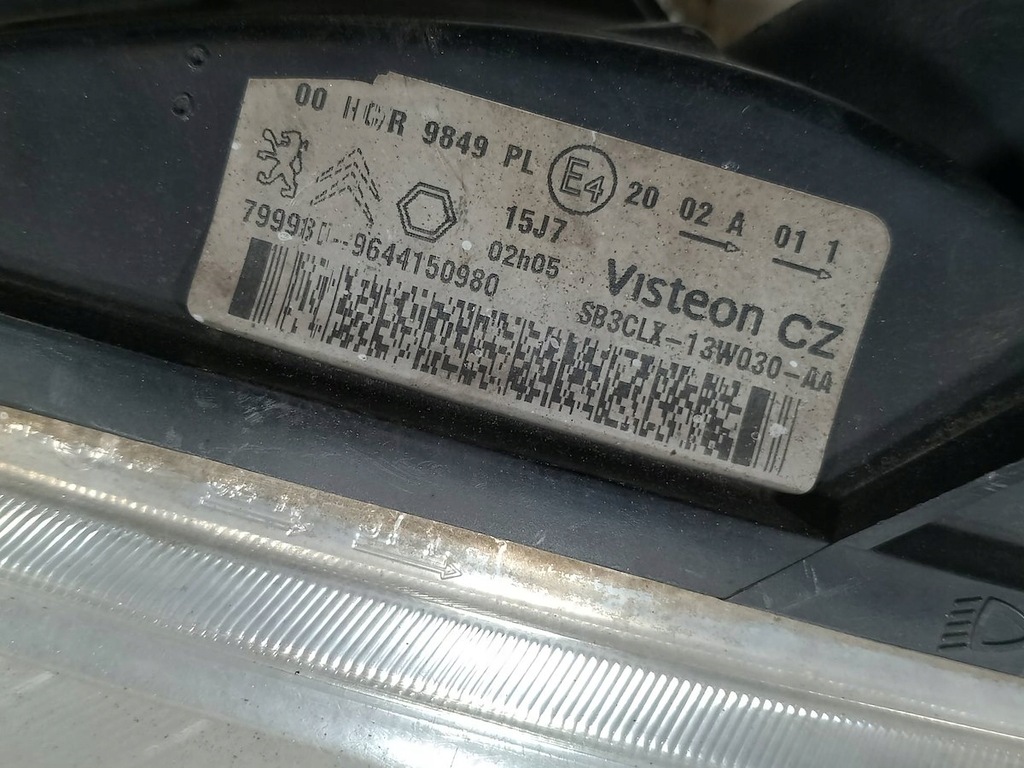 00 HCR 9849 PL E4 20 02 A 01 1
15J7
02h05
9644150980
Visteon CZ
SB3CLX-13W030-AA